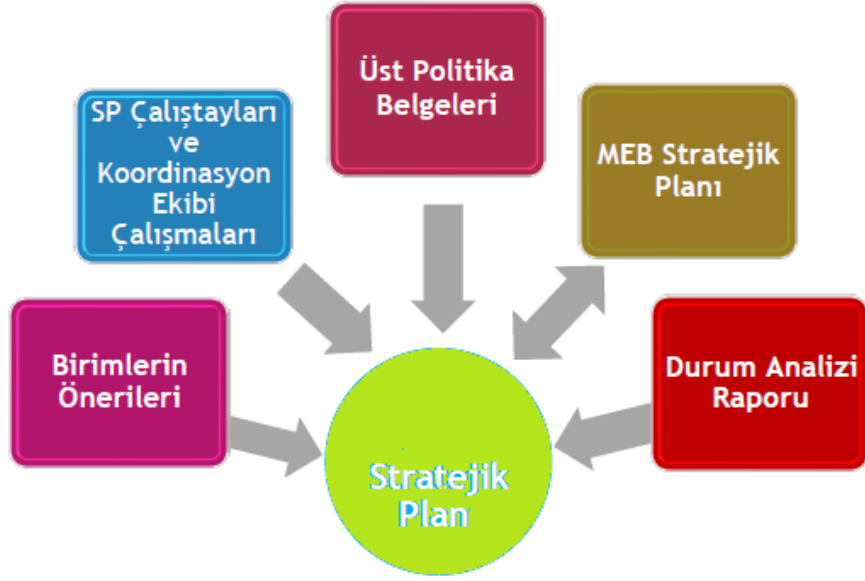 Üst Politika
Belgeleri
SP Çalıştayları
ve
Koordinasyon
Ekibi
Çalışmaları
MEB Stratejik
Planı
Birimlerin
Önerileri
Durum Analizi
Raporu
Stratejik
Plan